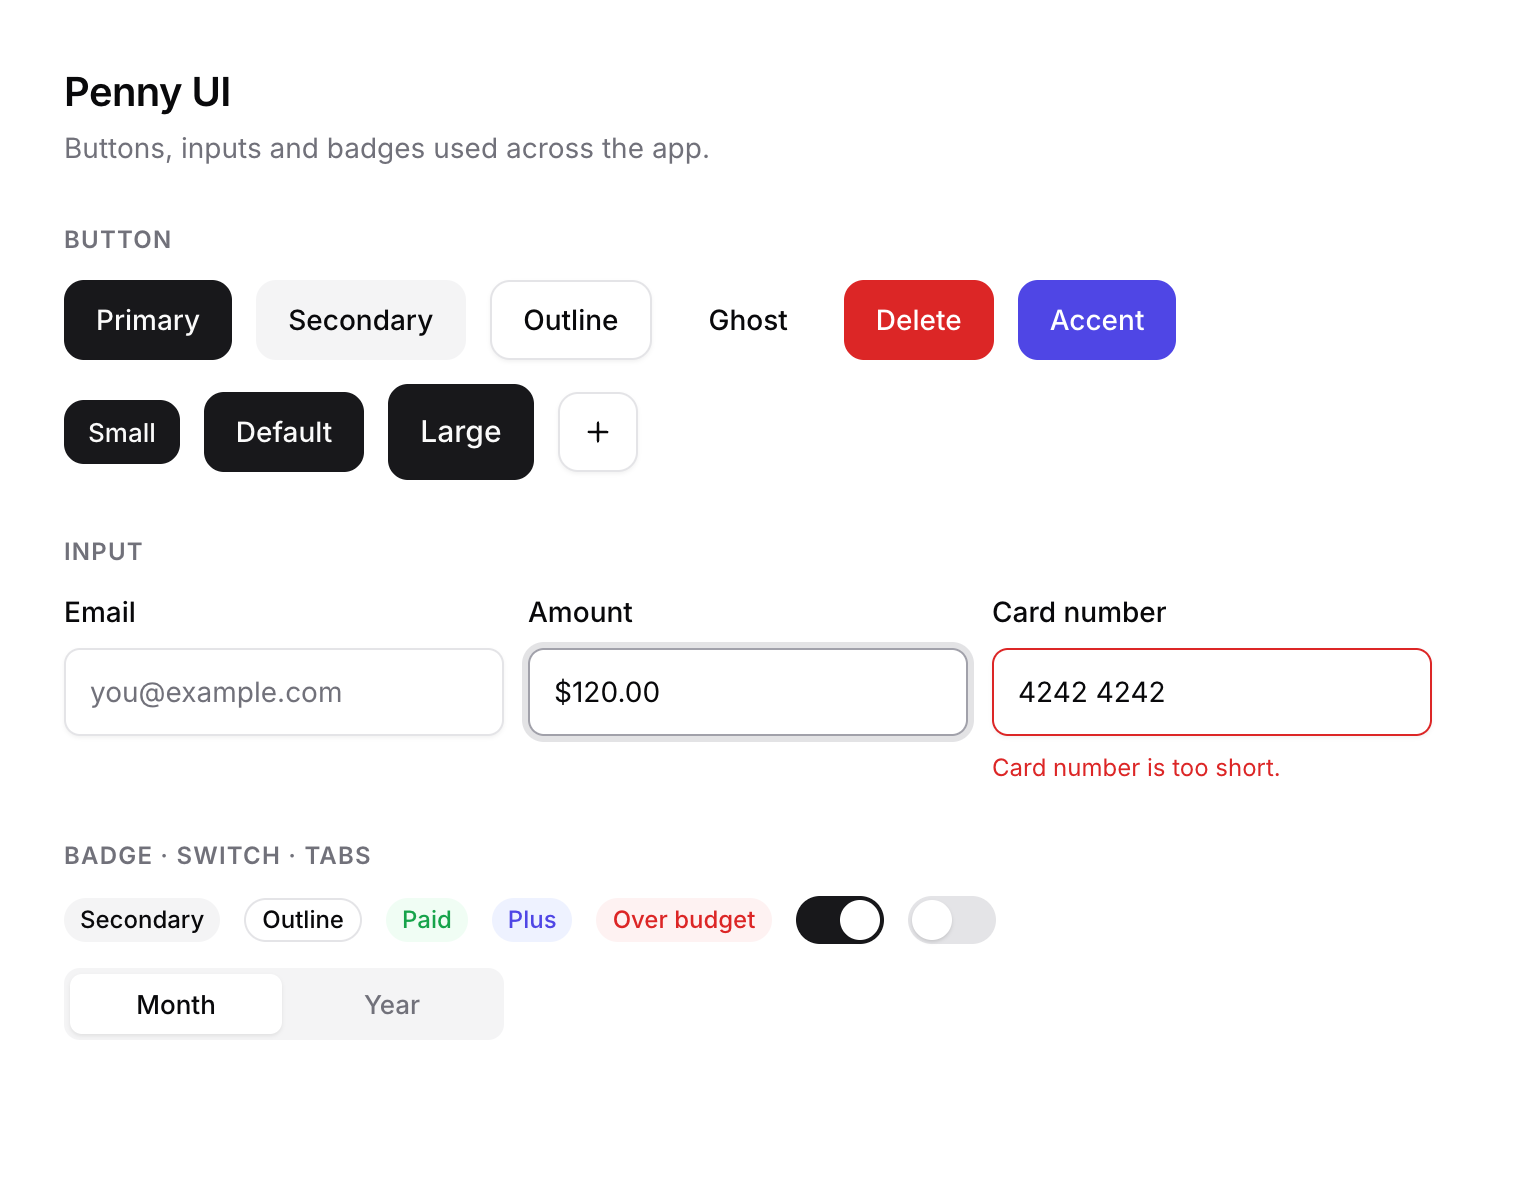 Penny UI
Buttons, inputs and badges used across the app.
BUTTON
Primary Secondary Outline Ghost Delete Accent
Small Default Large +
INPUT
Email Amount Card number
you@example.com $120.00 4242 4242
Card number is too short.
BADGE · SWITCH · TABS
Secondary Outline Paid Plus Over budget
Month Year